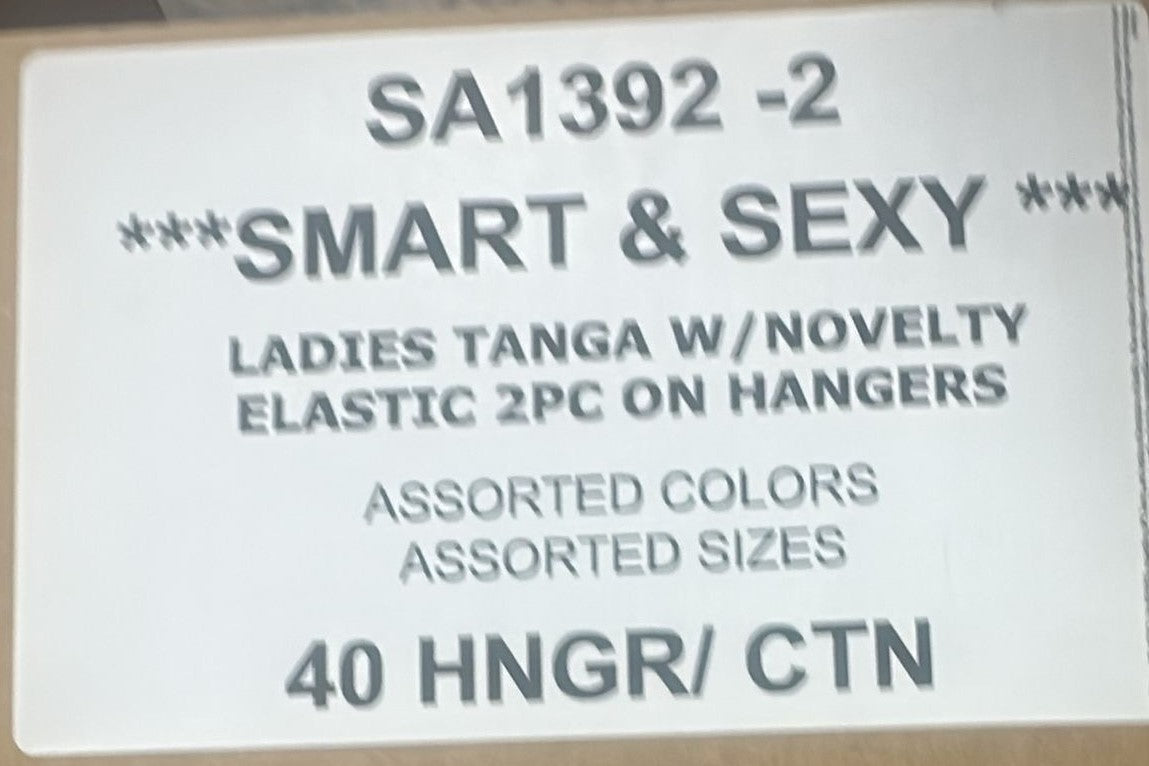 SA1392 -2
***SMART & SEXY ***
LADIES TANGA W/NOVELTY
ELASTIC 2PC ON HANGERS
ASSORTED COLORS
ASSORTED SIZES
40 HNGR/ CTN